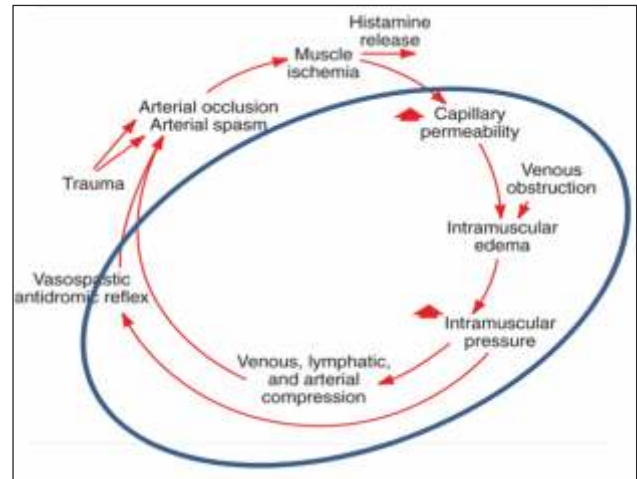 Histamine
release
Muscle
ischemia
Arterial occlusion
Arterial spasm
Capillary
permeability
Trauma
Venous
obstruction
Intramuscular
edema
Vasospastic
antidromic reflex
Intramuscular
pressure
Venous, lymphatic,
and arterial
compression